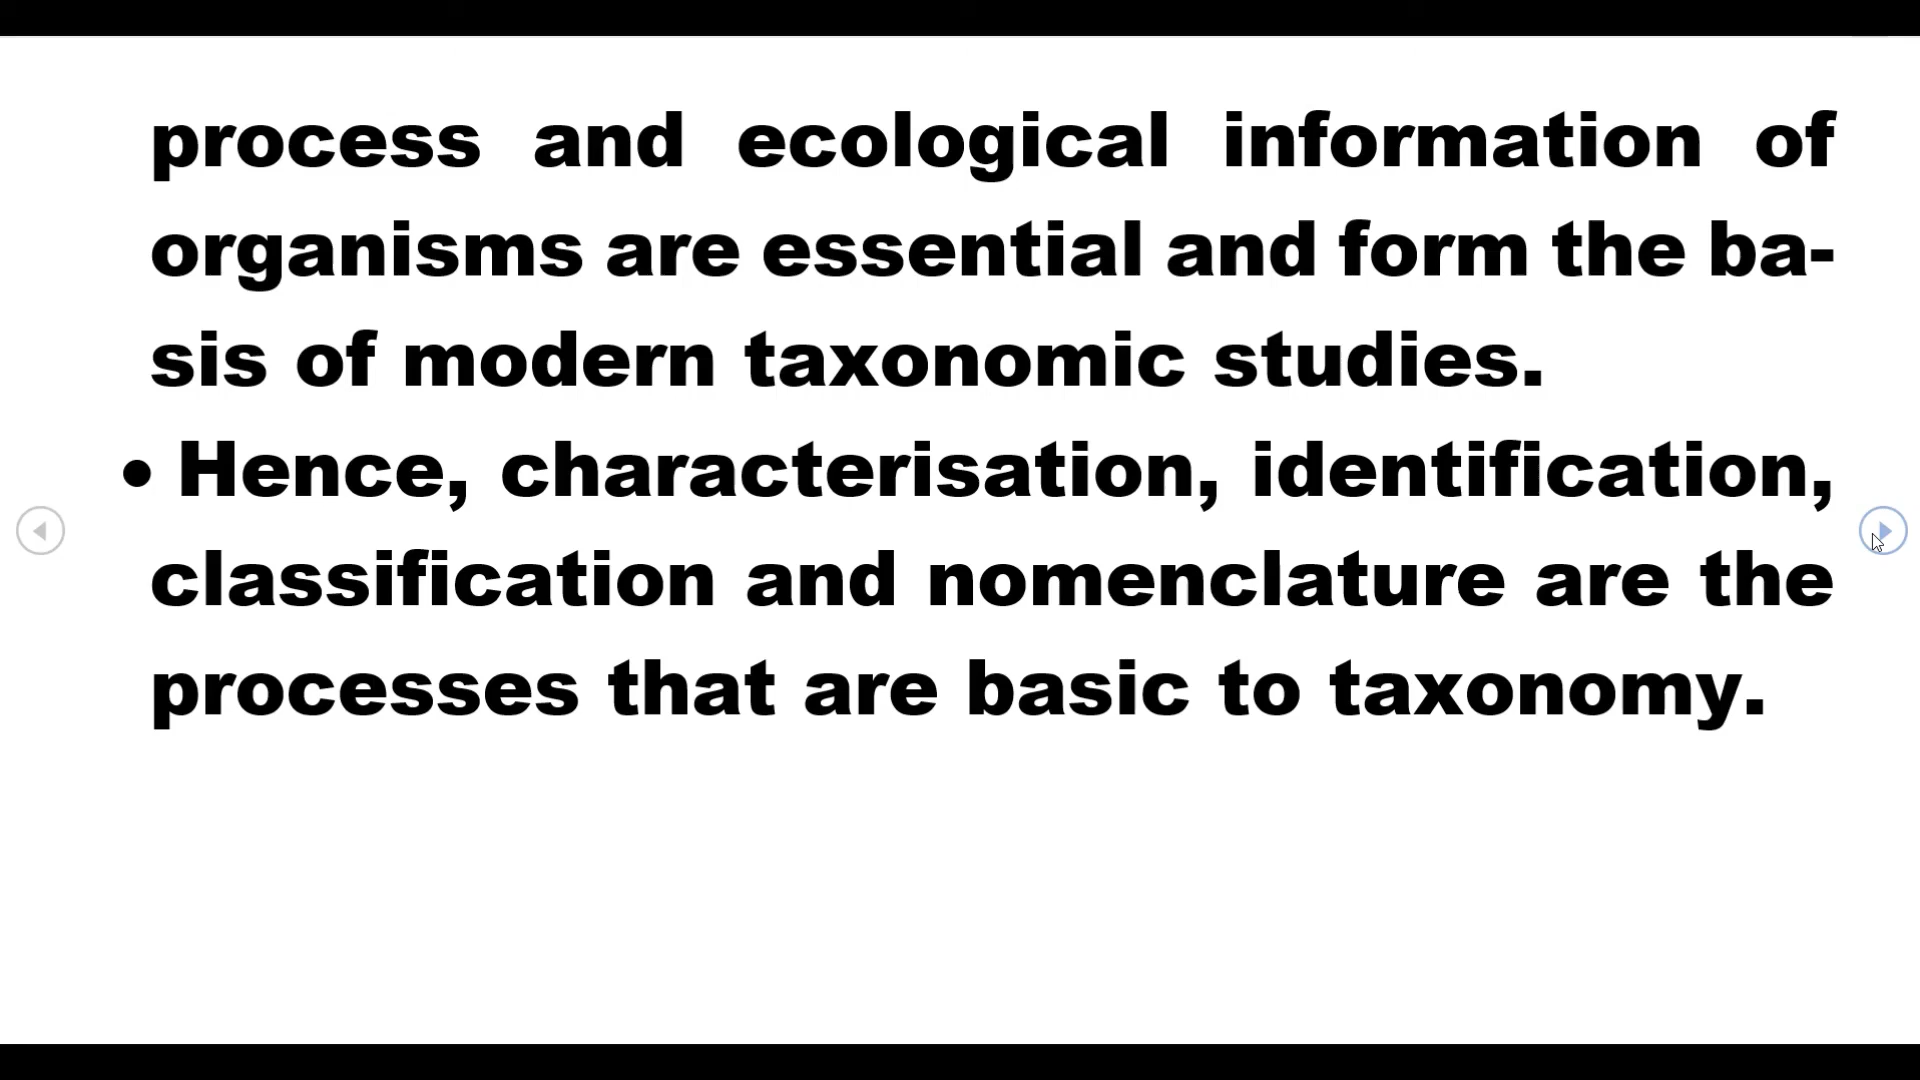 process and ecological information of
organisms are essential and form the ba-
sis of modern taxonomic studies.
• Hence, characterisation, identification,
classification and nomenclature are the
processes that are basic to taxonomy.